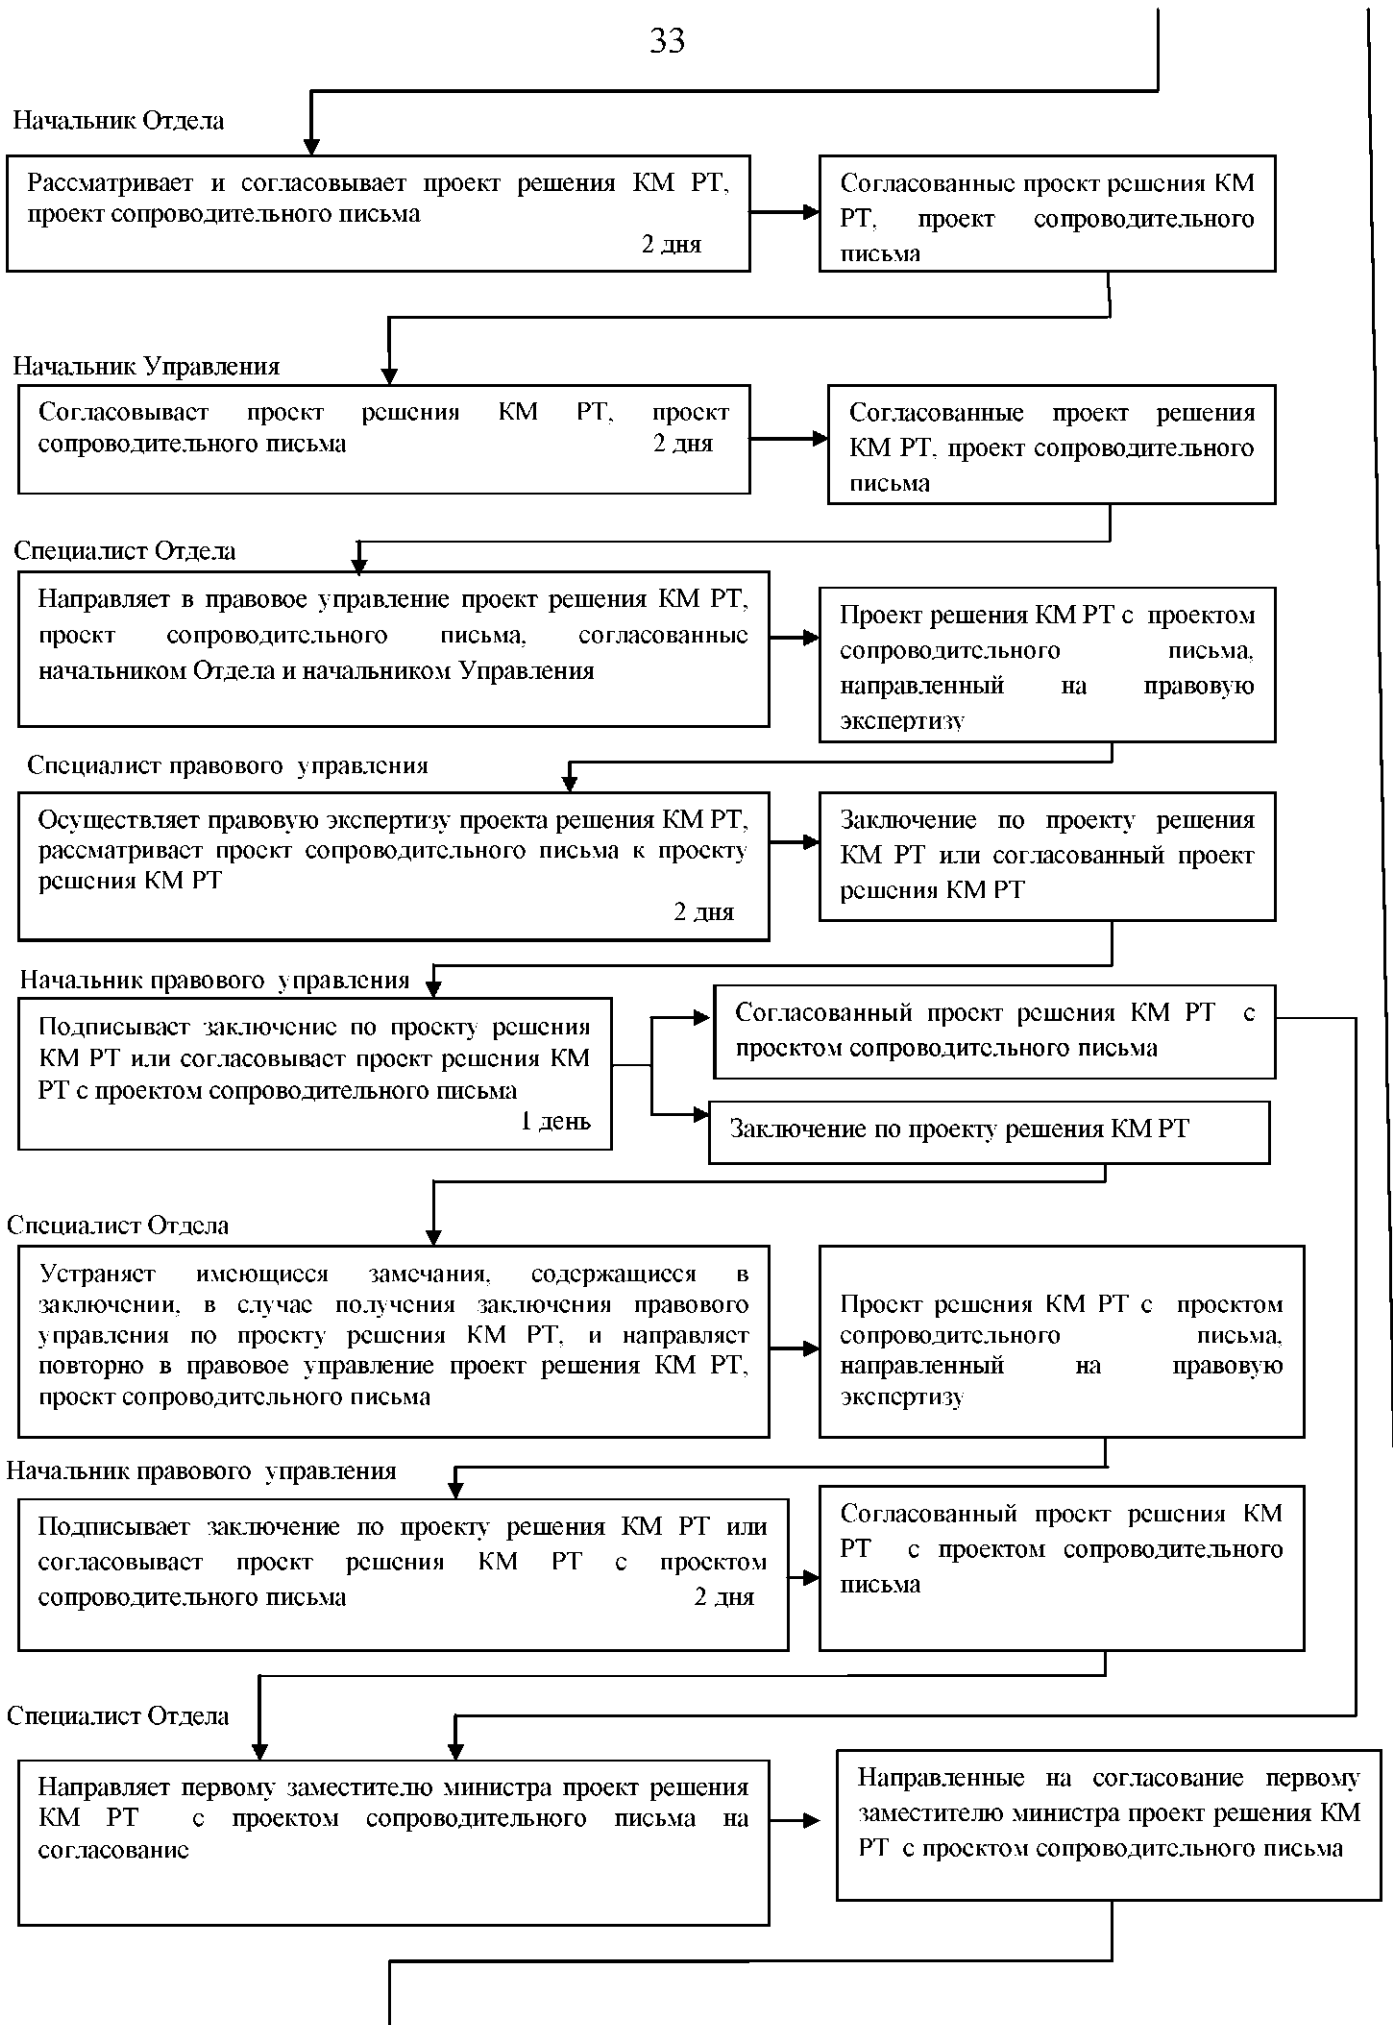 33
Начальник Отдела
Рассматривает и согласовывает проект решения КМ РТ,
проект сопроводительного письма
2 дня
Согласованные проект решения КМ
РТ, проект сопроводительного
письма
Начальник Управления
Согласовывает проект решения КМ РТ, проект
сопроводительного письма 2 дня
Согласованные проект решения
КМ РТ, проект сопроводительного
письма
Специалист Отдела
Направляет в правовое управление проект решения КМ РТ,
проект сопроводительного письма, согласованные
начальником Отдела и начальником Управления
Проект решения КМ РТ с проектом
сопроводительного письма,
направленный на правовую
экспертизу
Специалист правового управления
Осуществляет правовую экспертизу проекта решения КМ РТ,
рассматривает проект сопроводительного письма к проекту
решения КМ РТ
2 дня
Заключение по проекту решения
КМ РТ или согласованный проект
решения КМ РТ
Начальник правового управления
Подписывает заключение по проекту решения
КМ РТ или согласовывает проект решения КМ
РТ с проектом сопроводительного письма
1 день
Согласованный проект решения КМ РТ с
проектом сопроводительного письма
Заключение по проекту решения КМ РТ
Специалист Отдела
Устраняет имеющиеся замечания, содержащиеся в
заключении, в случае получения заключения правового
управления по проекту решения КМ РТ, и направляет
повторно в правовое управление проект решения КМ РТ,
проект сопроводительного письма
Проект решения КМ РТ с проектом
сопроводительного письма,
направленный на правовую
экспертизу
Начальник правового управления
Подписывает заключение по проекту решения КМ РТ или
согласовывает проект решения КМ РТ с проектом
сопроводительного письма 2 дня
Согласованный проект решения КМ
РТ с проектом сопроводительного
письма
Специалист Отдела
Направляет первому заместителю министра проект решения
КМ РТ с проектом сопроводительного письма на
согласование
Направленные на согласование первому
заместителю министра проект решения КМ
РТ с проектом сопроводительного письма